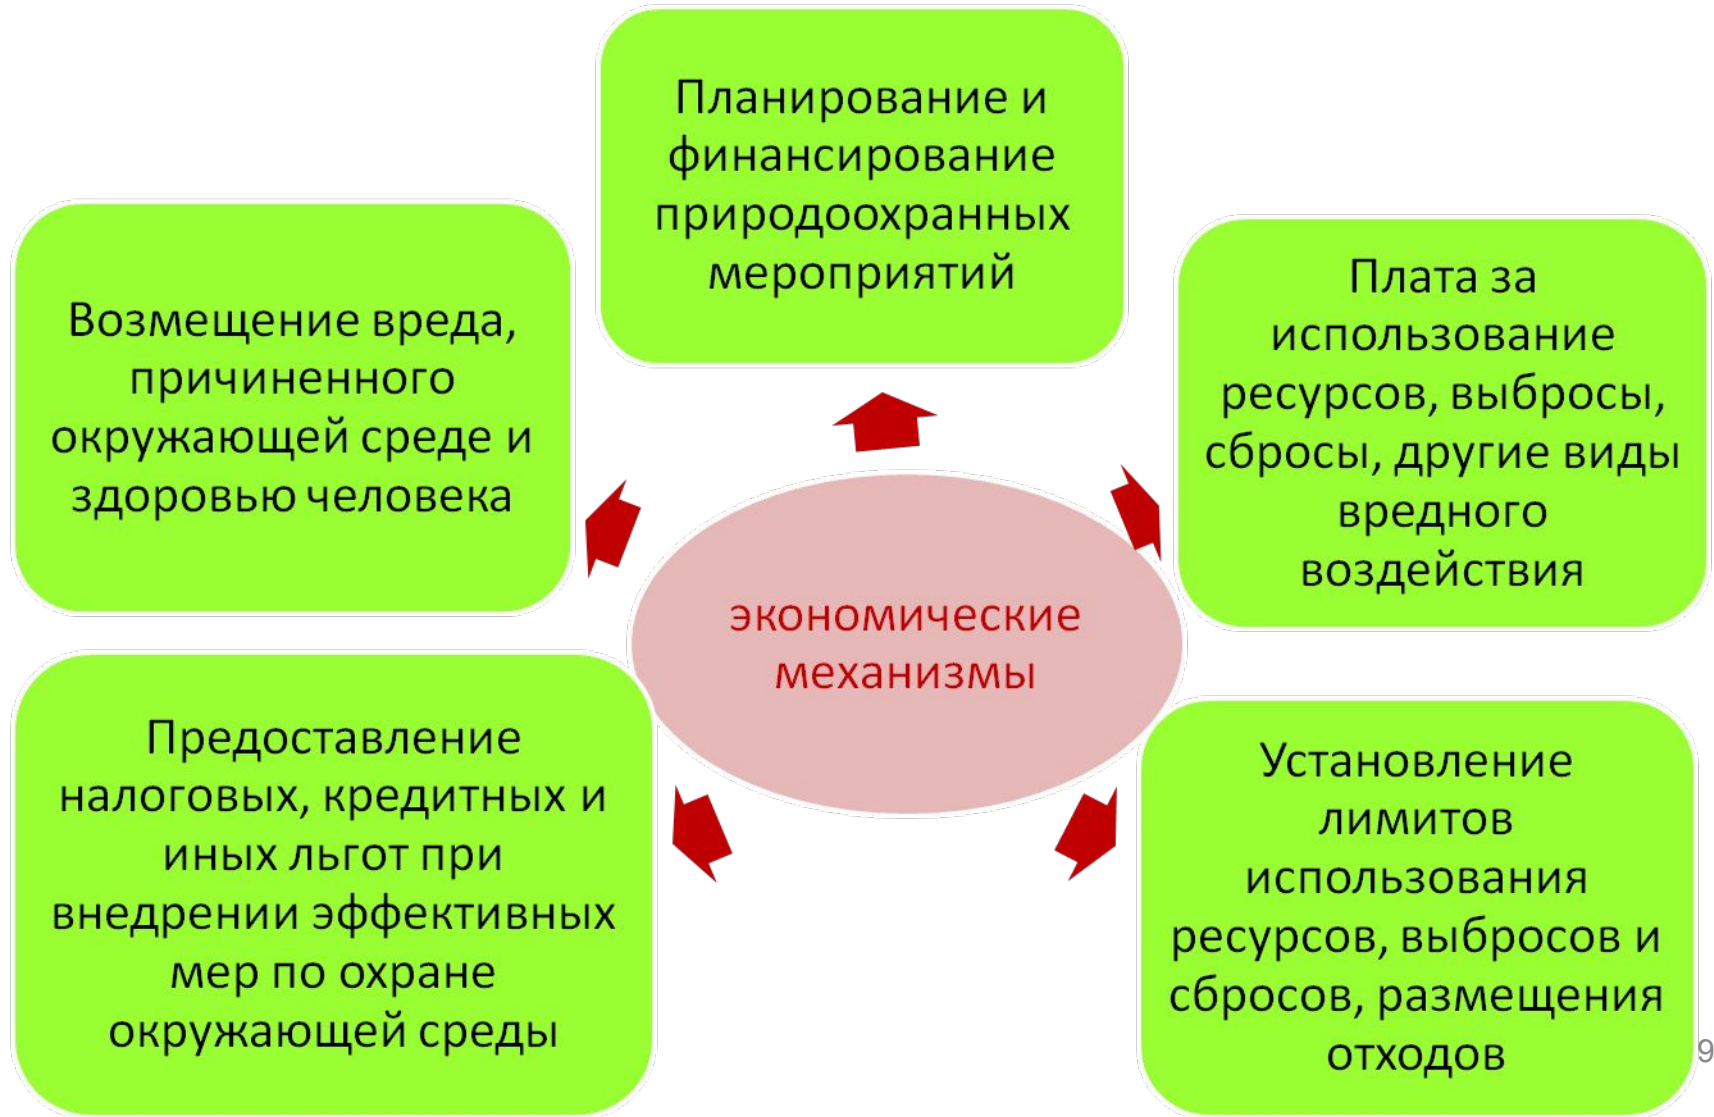 Планирование и
финансирование
природоохранных
мероприятий
Возмещение вреда,
причиненного
окружающей среде и
здоровью человека
Плата за
использование
ресурсов, выбросы,
сбросы, другие виды
вредного
воздействия
экономические
механизмы
Предоставление
налоговых, кредитных и
иных льгот при
внедрении эффективных
мер по охране
окружающей среды
Установление
лимитов
использования
ресурсов, выбросов и
сбросов, размещения
отходов
9